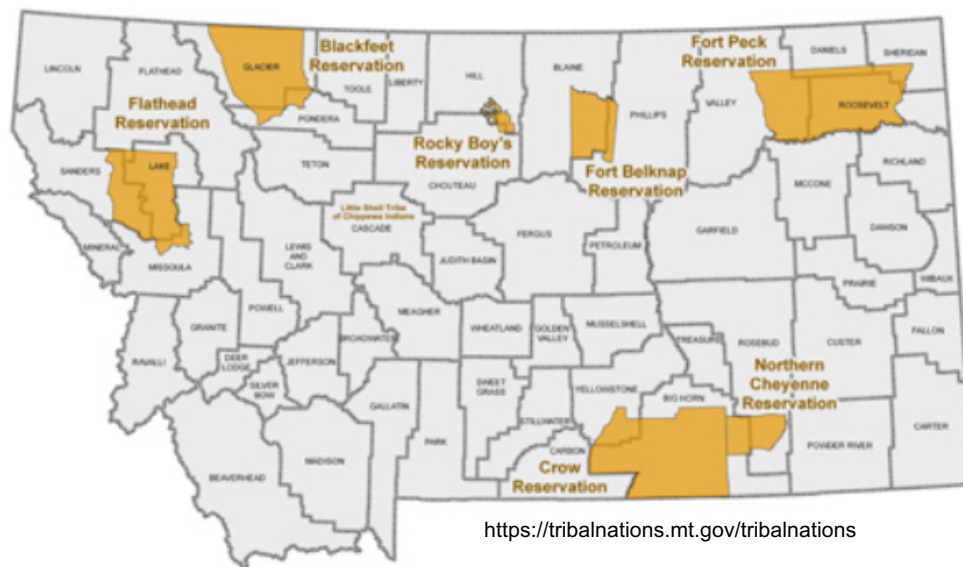 Blackfeet
Reservation
Fort Peck
Reservation
DANIELS
SHERIDAN
LINCOLN
FLATHEAD
GLACIER
TOOLE
LIBERTY
HILL
BLAINE
PHILLIPS
VALLEY
ROOSEVELT
Flathead
Reservation
PONDERA
Rocky Boy's
Reservation
Fort Belknap
Reservation
SANDERS
LAKE
TETON
CHOUTEAU
RICHLAND
MCCONE
Little Shell Tribe
of Chippewa Indians
CASCADE
MINERAL
MISSOULA
LEWIS
AND
CLARK
JUDITH BASIN
FERGUS
PETROLEUM
GARFIELD
DAWSON
PRAIRIE
WIBAUX
POWELL
GRANITE
RAVALLI
DEER
LODGE
SILVER
BOW
JEFFERSON
BROADWATER
MEAGHER
WHEATLAND
GOLDEN
VALLEY
MUSSELSHELL
TREASURE
ROSEBUD
CUSTER
FALLON
Northern
Cheyenne
Reservation
GALLATIN
PARK
SWEET
GRASS
STILLWATER
YELLOWSTONE
BIG HORN
CARBON
Crow
Reservation
POWDER RIVER
CARTER
BEAVERHEAD
MADISON
https://tribalnations.mt.gov/tribalnations